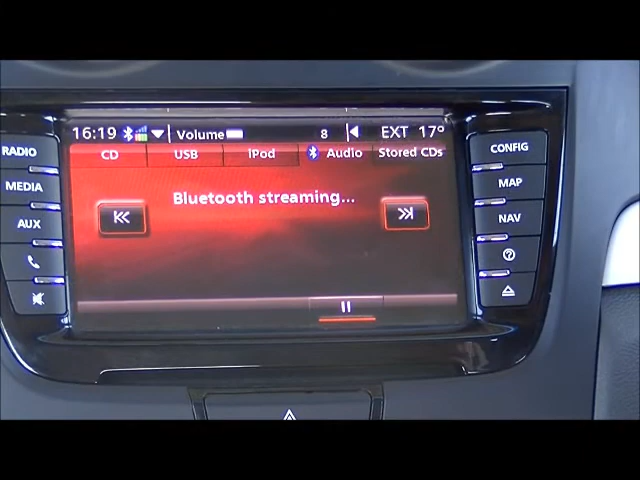 16:19 Volume 8 EXT 17°
CD USB iPod Audio Stored CDs
Bluetooth streaming...
RADIO
MEDIA
AUX
CONFIG
MAP
NAV
?